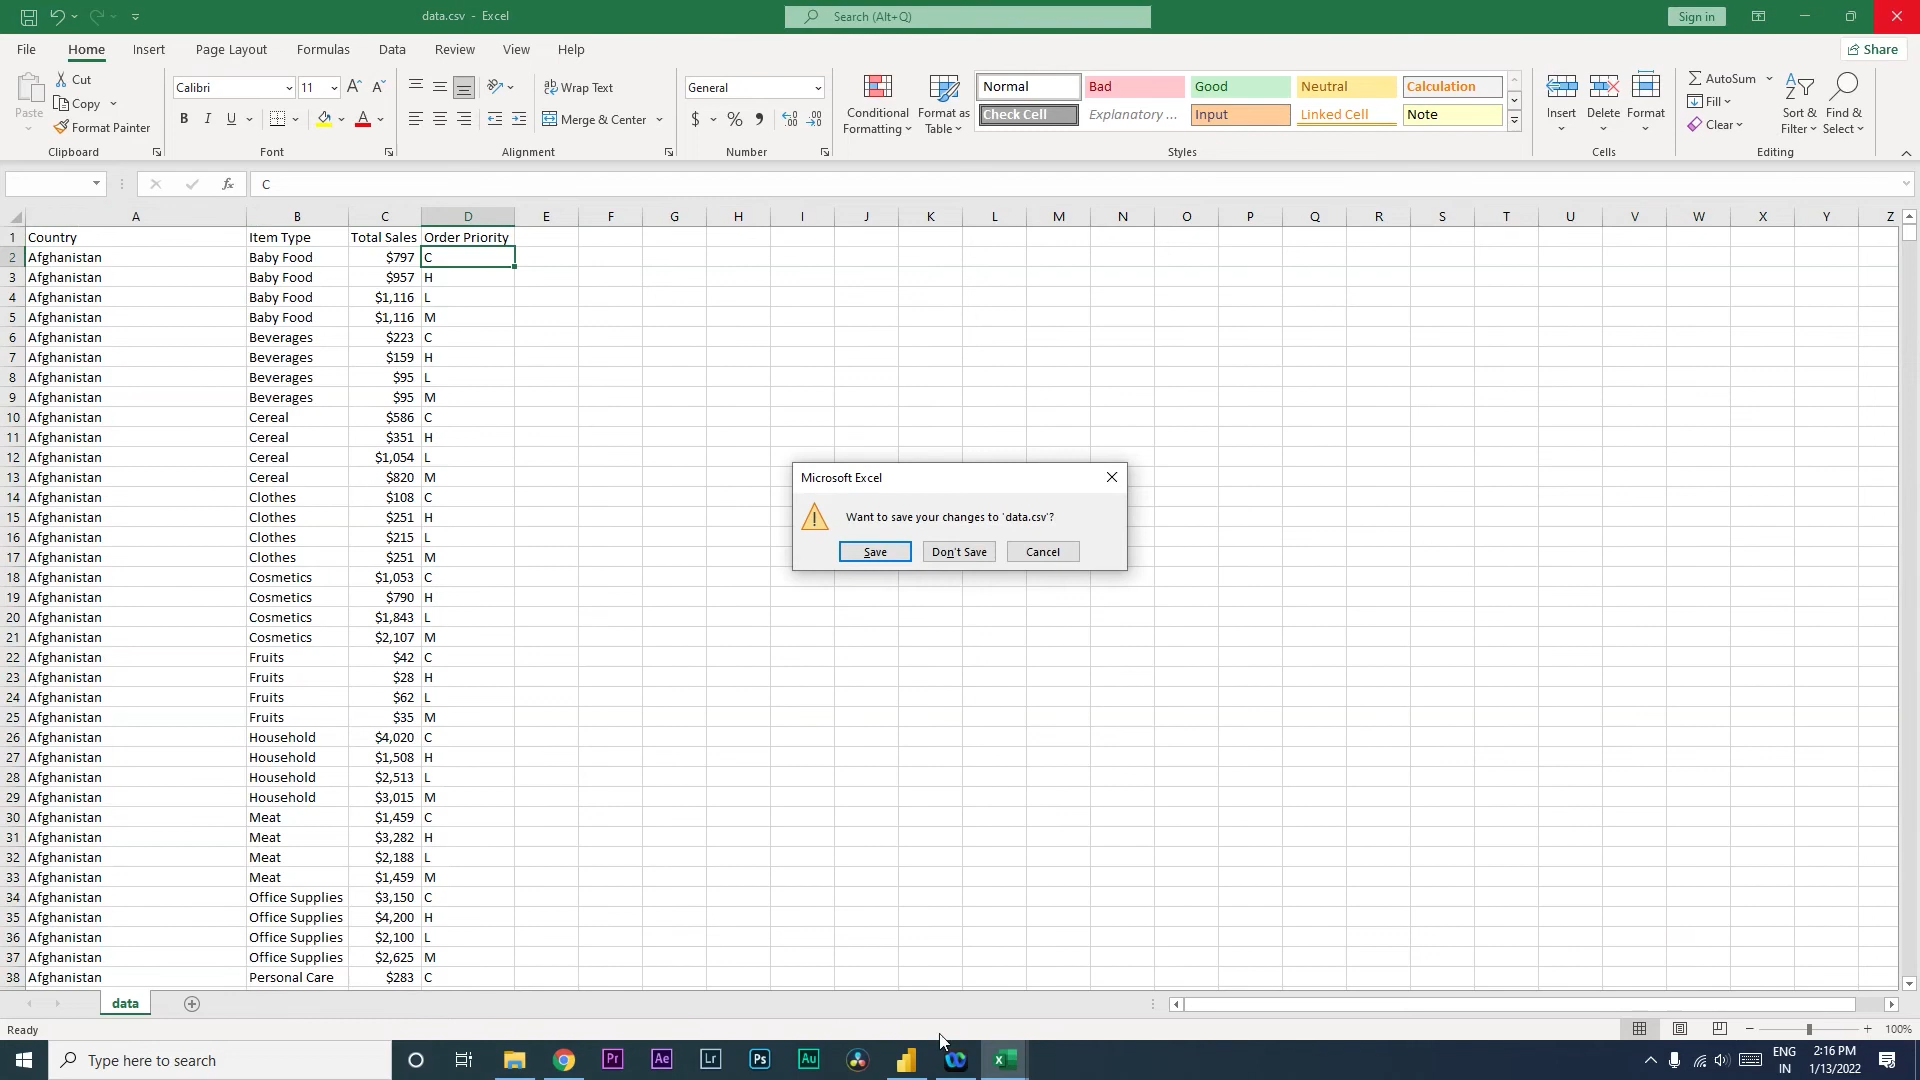 data.csv - Excel
Search (Alt+Q)
Sign in
File Home Insert Page Layout Formulas Data Review View Help
Share
Paste
Cut
Copy
Format Painter
Clipboard
Calibri 11
B I U
Font
Wrap Text
Merge & Center
Alignment
General
$ % 9
Number
Conditional Formatting
Format as Table
Normal Bad Good Neutral Calculation
Check Cell Explanatory ... Input Linked Cell Note
Styles
Insert Delete Format
Cells
AutoSum
Fill
Clear
Sort & Filter
Find & Select
Editing
fx C
A B C D E F G H I J K L M N O P Q R S T U V W X Y Z
1 Country Item Type Total Sales Order Priority
2 Afghanistan Baby Food $797 C
3 Afghanistan Baby Food $957 H
4 Afghanistan Baby Food $1,116 L
5 Afghanistan Baby Food $1,116 M
6 Afghanistan Beverages $223 C
7 Afghanistan Beverages $159 H
8 Afghanistan Beverages $95 L
9 Afghanistan Beverages $95 M
10 Afghanistan Cereal $586 C
11 Afghanistan Cereal $351 H
12 Afghanistan Cereal $1,054 L
13 Afghanistan Cereal $820 M
14 Afghanistan Clothes $108 C
15 Afghanistan Clothes $251 H
16 Afghanistan Clothes $215 L
17 Afghanistan Clothes $251 M
18 Afghanistan Cosmetics $1,053 C
19 Afghanistan Cosmetics $790 H
20 Afghanistan Cosmetics $1,843 L
21 Afghanistan Cosmetics $2,107 M
22 Afghanistan Fruits $42 C
23 Afghanistan Fruits $28 H
24 Afghanistan Fruits $62 L
25 Afghanistan Fruits $35 M
26 Afghanistan Household $4,020 C
27 Afghanistan Household $1,508 H
28 Afghanistan Household $2,513 L
29 Afghanistan Household $3,015 M
30 Afghanistan Meat $1,459 C
31 Afghanistan Meat $3,282 H
32 Afghanistan Meat $2,188 L
33 Afghanistan Meat $1,459 M
34 Afghanistan Office Supplies $3,150 C
35 Afghanistan Office Supplies $4,200 H
36 Afghanistan Office Supplies $2,100 L
37 Afghanistan Office Supplies $2,625 M
38 Afghanistan Personal Care $283 C
Microsoft Excel
Want to save your changes to 'data.csv'?
Save Don't Save Cancel
data
Ready
100%
Type here to search
Pr Ae Lr Ps Au
ENG
IN
2:16 PM
1/13/2022